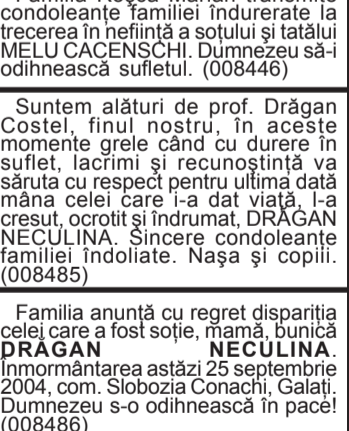 condoleanțe familiei îndurerate la
trecerea în neființă a soțului și tatălui
MELU CACENSCHI. Dumnezeu să-i
odihnească sufletul. (008446)
Suntem alături de prof. Drăgan
Costel, finul nostru, în aceste
momente grele când cu durere în
suflet, lacrimi și recunoștință va
săruta cu respect pentru ultima dată
mâna celei care i-a dat viață, l-a
cresut, ocrotit și îndrumat, DRĂGAN
NECULINA. Sincere condoleanțe
familiei îndoliate. Nașa și copiii.
(008485)
Familia anunță cu regret dispariția
celei care a fost soție, mamă, bunică
DRĂGAN NECULINA.
Înmormântarea astăzi 25 septembrie
2004, com. Slobozia Conachi, Galați.
Dumnezeu s-o odihnească în pace!
(008486)